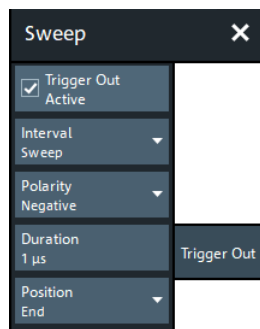 Sweep
Trigger Out
Active
Interval
Sweep
Polarity
Negative
Duration
1 µs
Trigger Out
Position
End